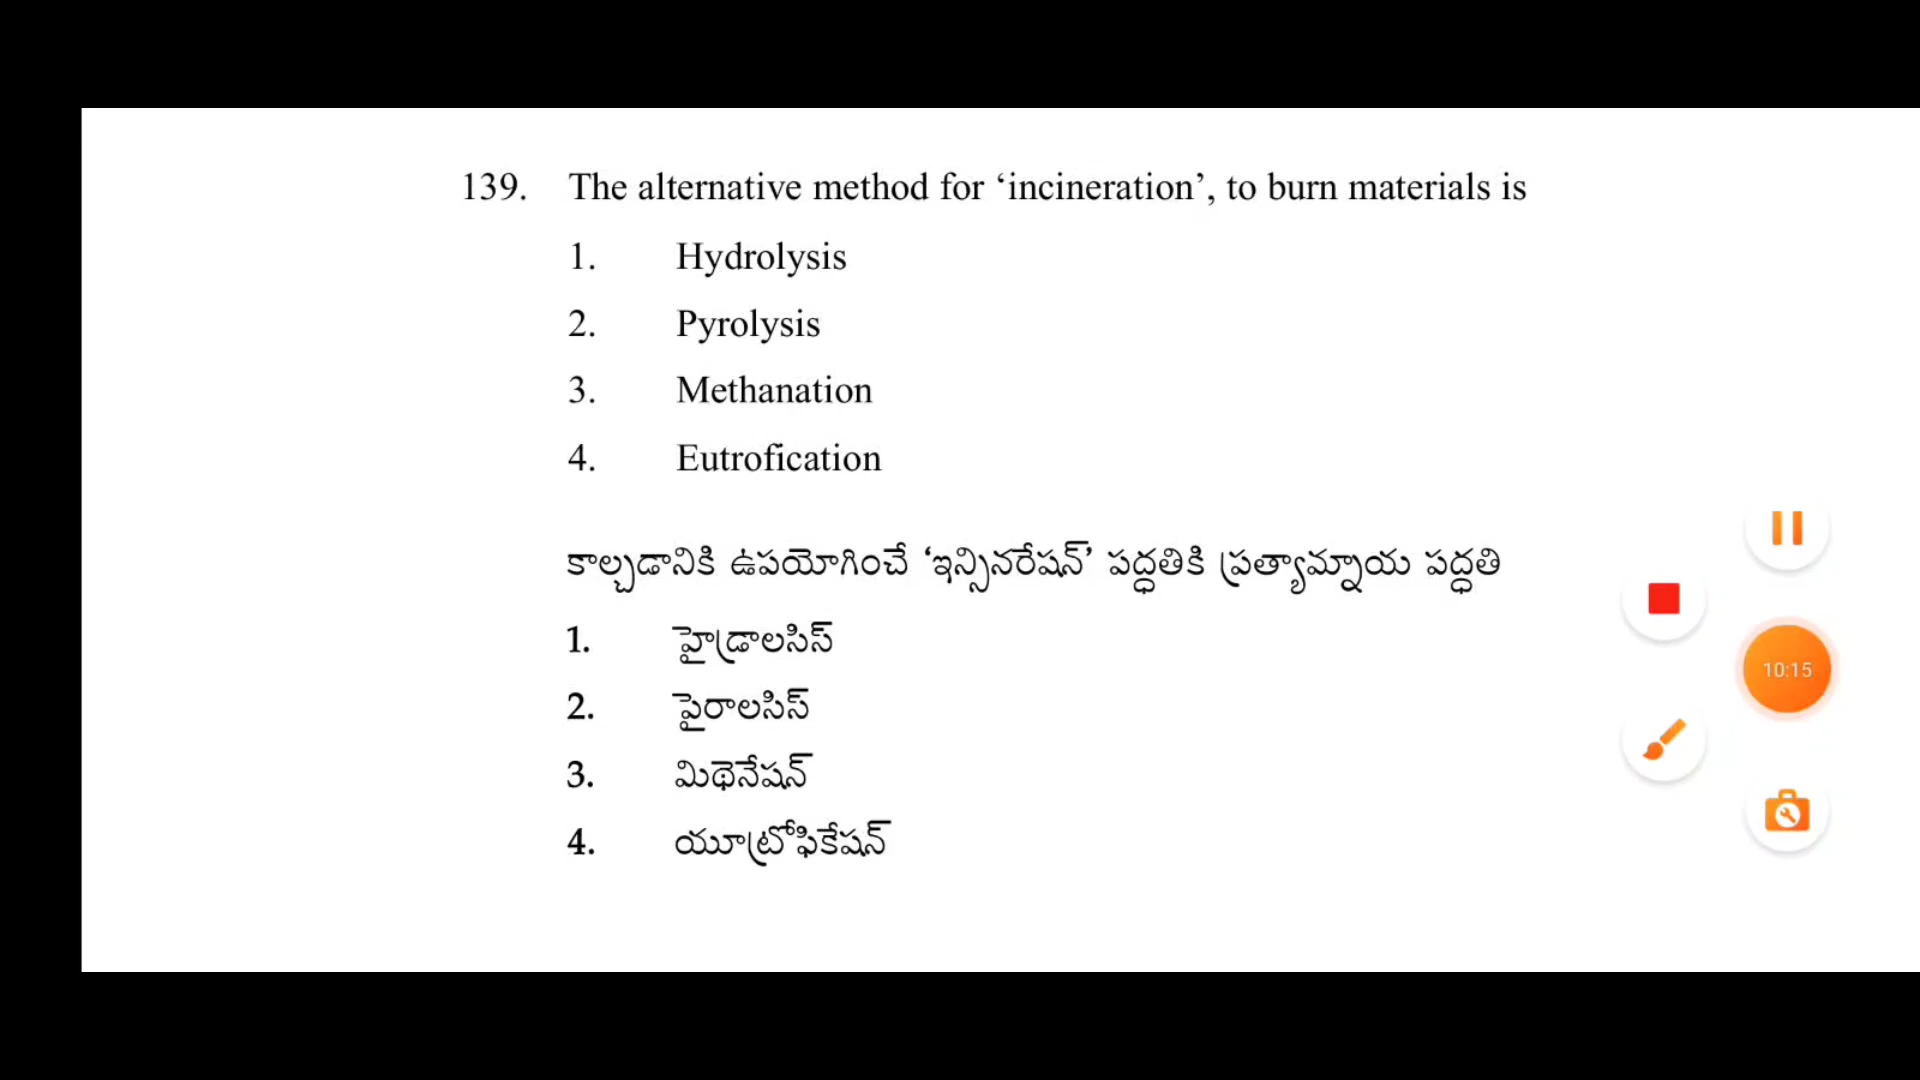 139. The alternative method for ‘incineration’, to burn materials is
1. Hydrolysis
2. Pyrolysis
3. Methanation
4. Eutrofication
కాల్చడానికి ఉపయోగించే ‘ఇన్సినరేషన్’ పద్ధతికి ప్రత్యామ్నాయ పద్ధతి
1. హైడ్రాలసిస్
2. పైరాలసిస్
3. మిథెనేషన్
4. యూట్రోఫికేషన్
10:15